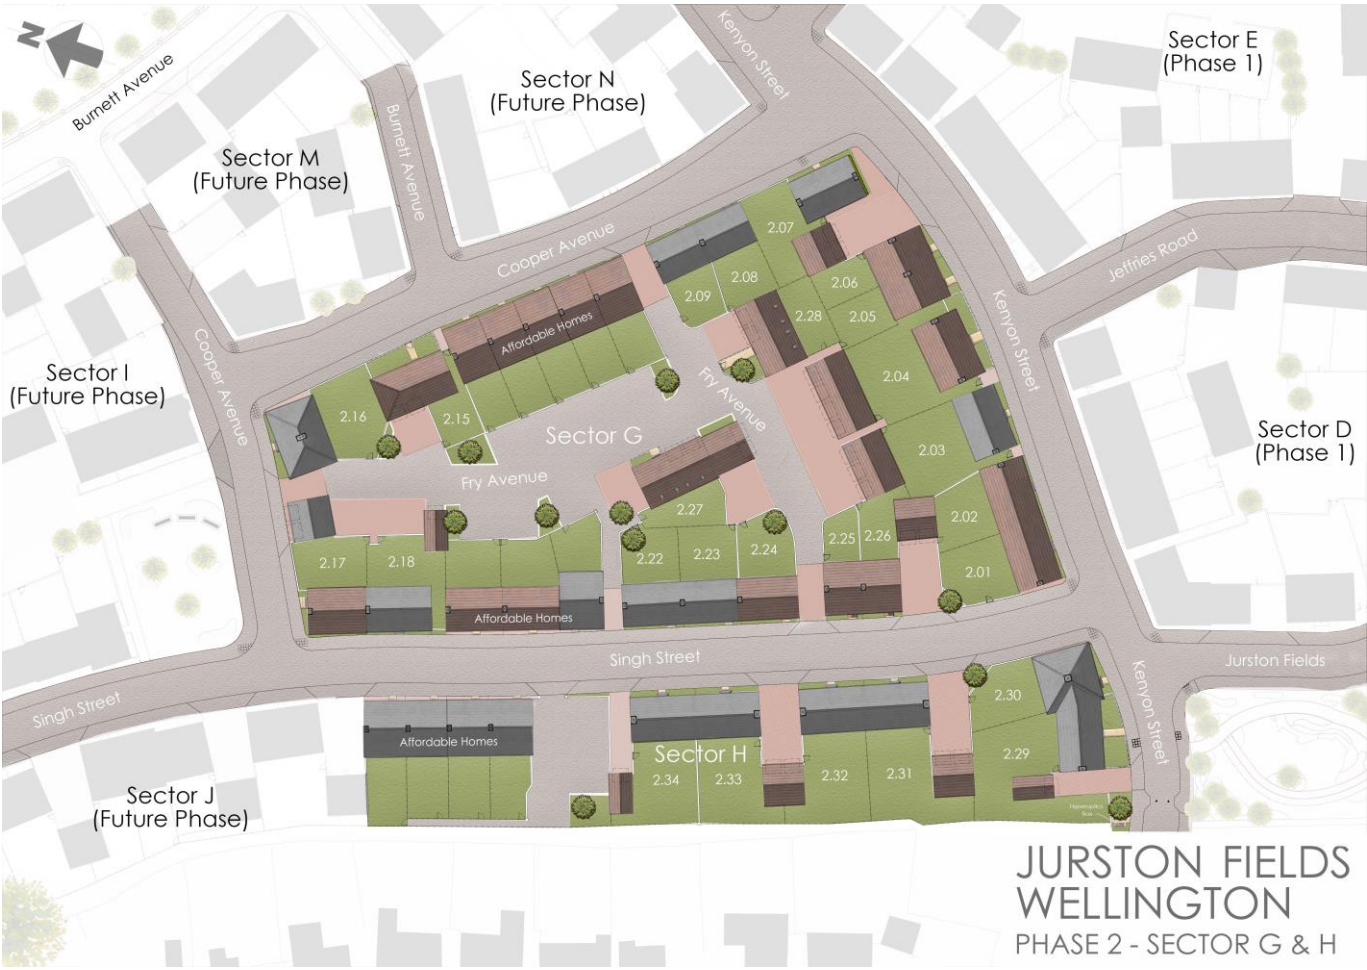 N
Burnett Avenue
Sector N
(Future Phase)
Kenyon Street
Sector E
(Phase 1)
Sector M
(Future Phase)
Burnett Avenue
Cooper Avenue
Jeffries Road
2.07
2.08
2.09
2.06
2.05
2.28
Kenyon Street
Affordable Homes
Cooper Avenue
Sector I
(Future Phase)
2.04
Fry Avenue
2.16
2.15
Sector G
2.03
Sector D
(Phase 1)
Fry Avenue
2.27
2.02
2.17
2.18
2.22
2.23
2.24
2.25
2.26
2.01
Affordable Homes
Singh Street
Jurston Fields
Kenyon Street
Singh Street
2.30
Affordable Homes
Sector H
2.34
2.33
2.32
2.31
2.29
Sector J
(Future Phase)
JURSTON FIELDS
WELLINGTON
PHASE 2 - SECTOR G & H